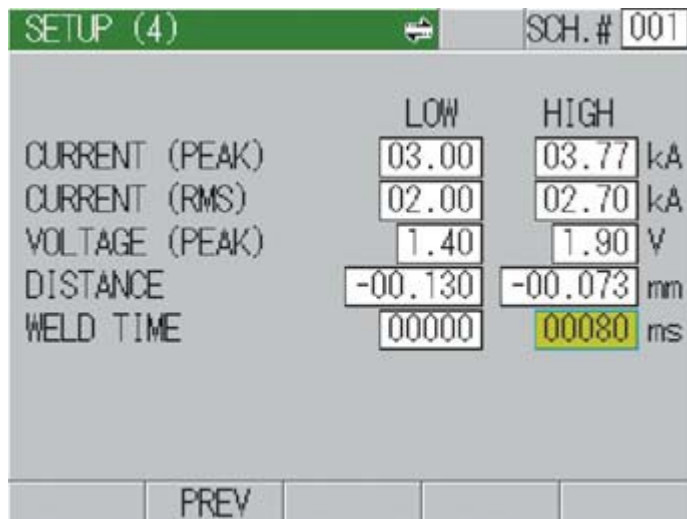 SETUP (4) SCH.# 001
LOW HIGH
CURRENT (PEAK) 03.00 03.77 kA
CURRENT (RMS) 02.00 02.70 kA
VOLTAGE (PEAK) 1.40 1.90 V
DISTANCE -00.130 -00.073 mm
WELD TIME 00000 00080 ms
PREV